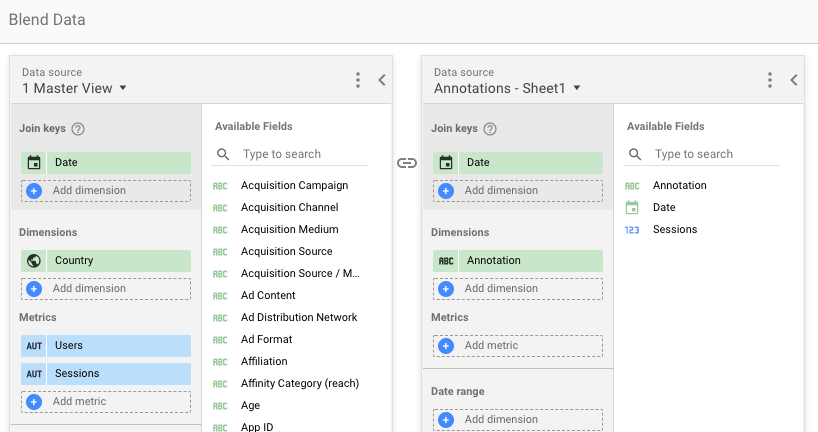 Blend Data
Data source
1 Master View
Join keys
Date
Add dimension
Dimensions
Country
Add dimension
Metrics
AUT Users
AUT Sessions
Add metric
Available Fields
Type to search
ABC Acquisition Campaign
ABC Acquisition Channel
ABC Acquisition Medium
ABC Acquisition Source
ABC Acquisition Source / M...
ABC Ad Content
ABC Ad Distribution Network
ABC Ad Format
ABC Affiliation
ABC Affinity Category (reach)
ABC Age
ABC App ID
Data source
Annotations - Sheet1
Join keys
Date
Add dimension
Dimensions
ABC Annotation
Add dimension
Metrics
Add metric
Date range
Add dimension
Available Fields
Type to search
ABC Annotation
Date
123 Sessions